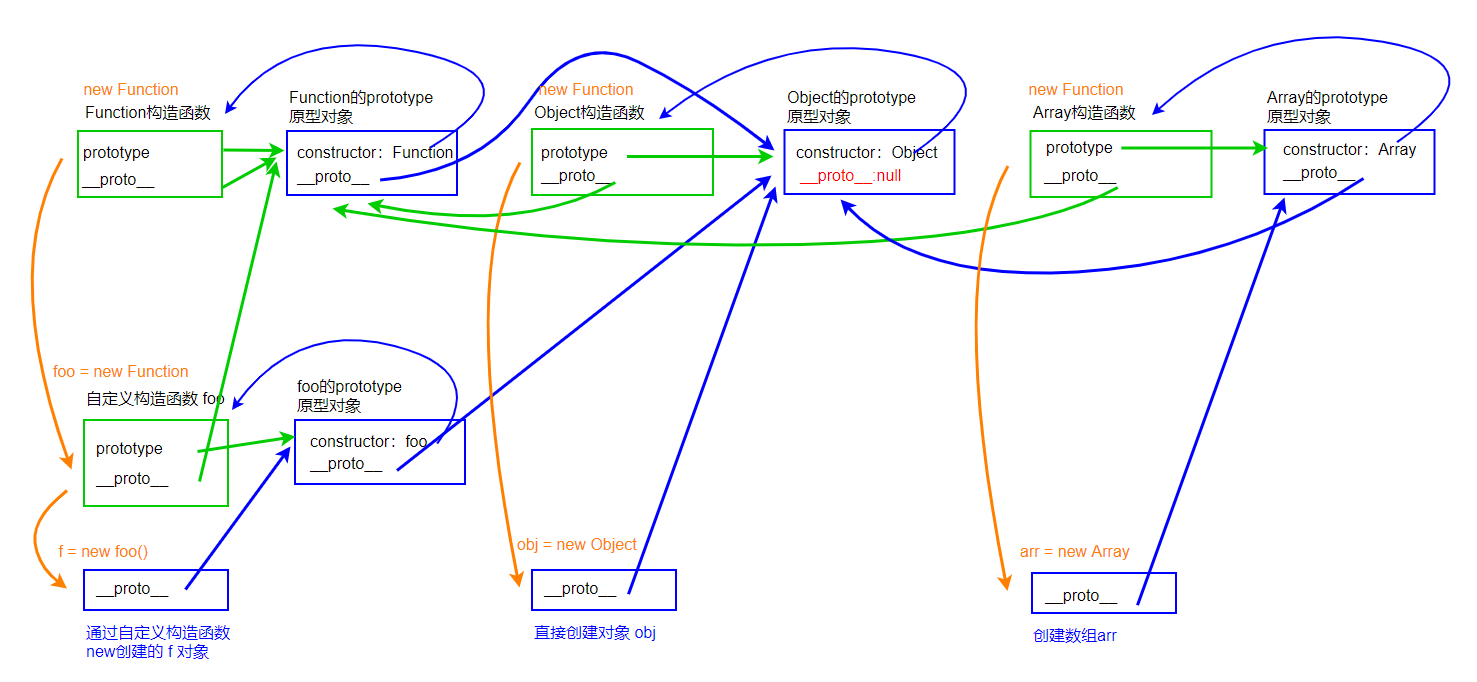 new Function
Function构造函数
prototype
__proto__
Function的prototype
原型对象
constructor：Function
__proto__
new Function
Object构造函数
prototype
__proto__
Object的prototype
原型对象
constructor：Object
__proto__:null
new Function
Array构造函数
prototype
__proto__
Array的prototype
原型对象
constructor：Array
__proto__
foo = new Function
自定义构造函数 foo
prototype
__proto__
foo的prototype
原型对象
constructor：foo
__proto__
f = new foo()
__proto__
通过自定义构造函数
new创建的 f 对象
obj = new Object
__proto__
直接创建对象 obj
arr = new Array
__proto__
创建数组arr